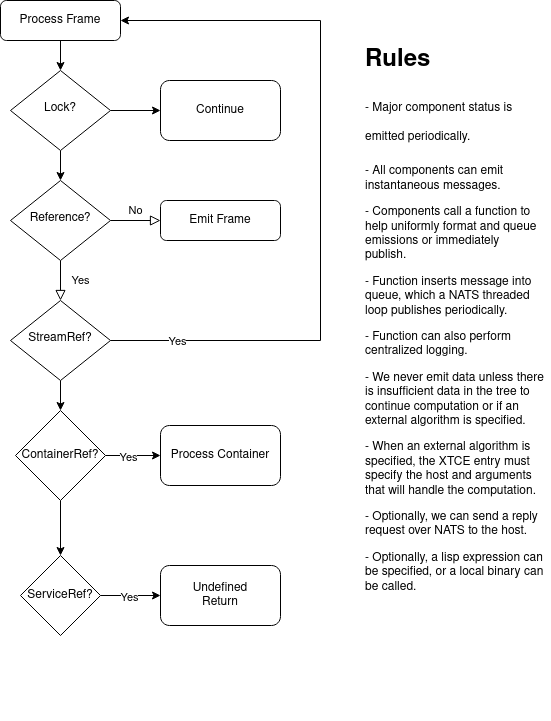 Process Frame
Lock?
Continue
Reference?
No
Emit Frame
Yes
StreamRef?
Yes
ContainerRef?
Yes
Process Container
ServiceRef?
Yes
Undefined
Return
Rules
- Major component status is
emitted periodically.
- All components can emit
instantaneous messages.
- Components call a function to
help uniformly format and queue
emissions or immediately
publish.
- Function inserts message into
queue, which a NATS threaded
loop publishes periodically.
- Function can also perform
centralized logging.
- We never emit data unless there
is insufficient data in the tree to
continue computation or if an
external algorithm is specified.
- When an external algorithm is
specified, the XTCE entry must
specify the host and arguments
that will handle the computation.
- Optionally, we can send a reply
request over NATS to the host.
- Optionally, a lisp expression can
be specified, or a local binary can
be called.